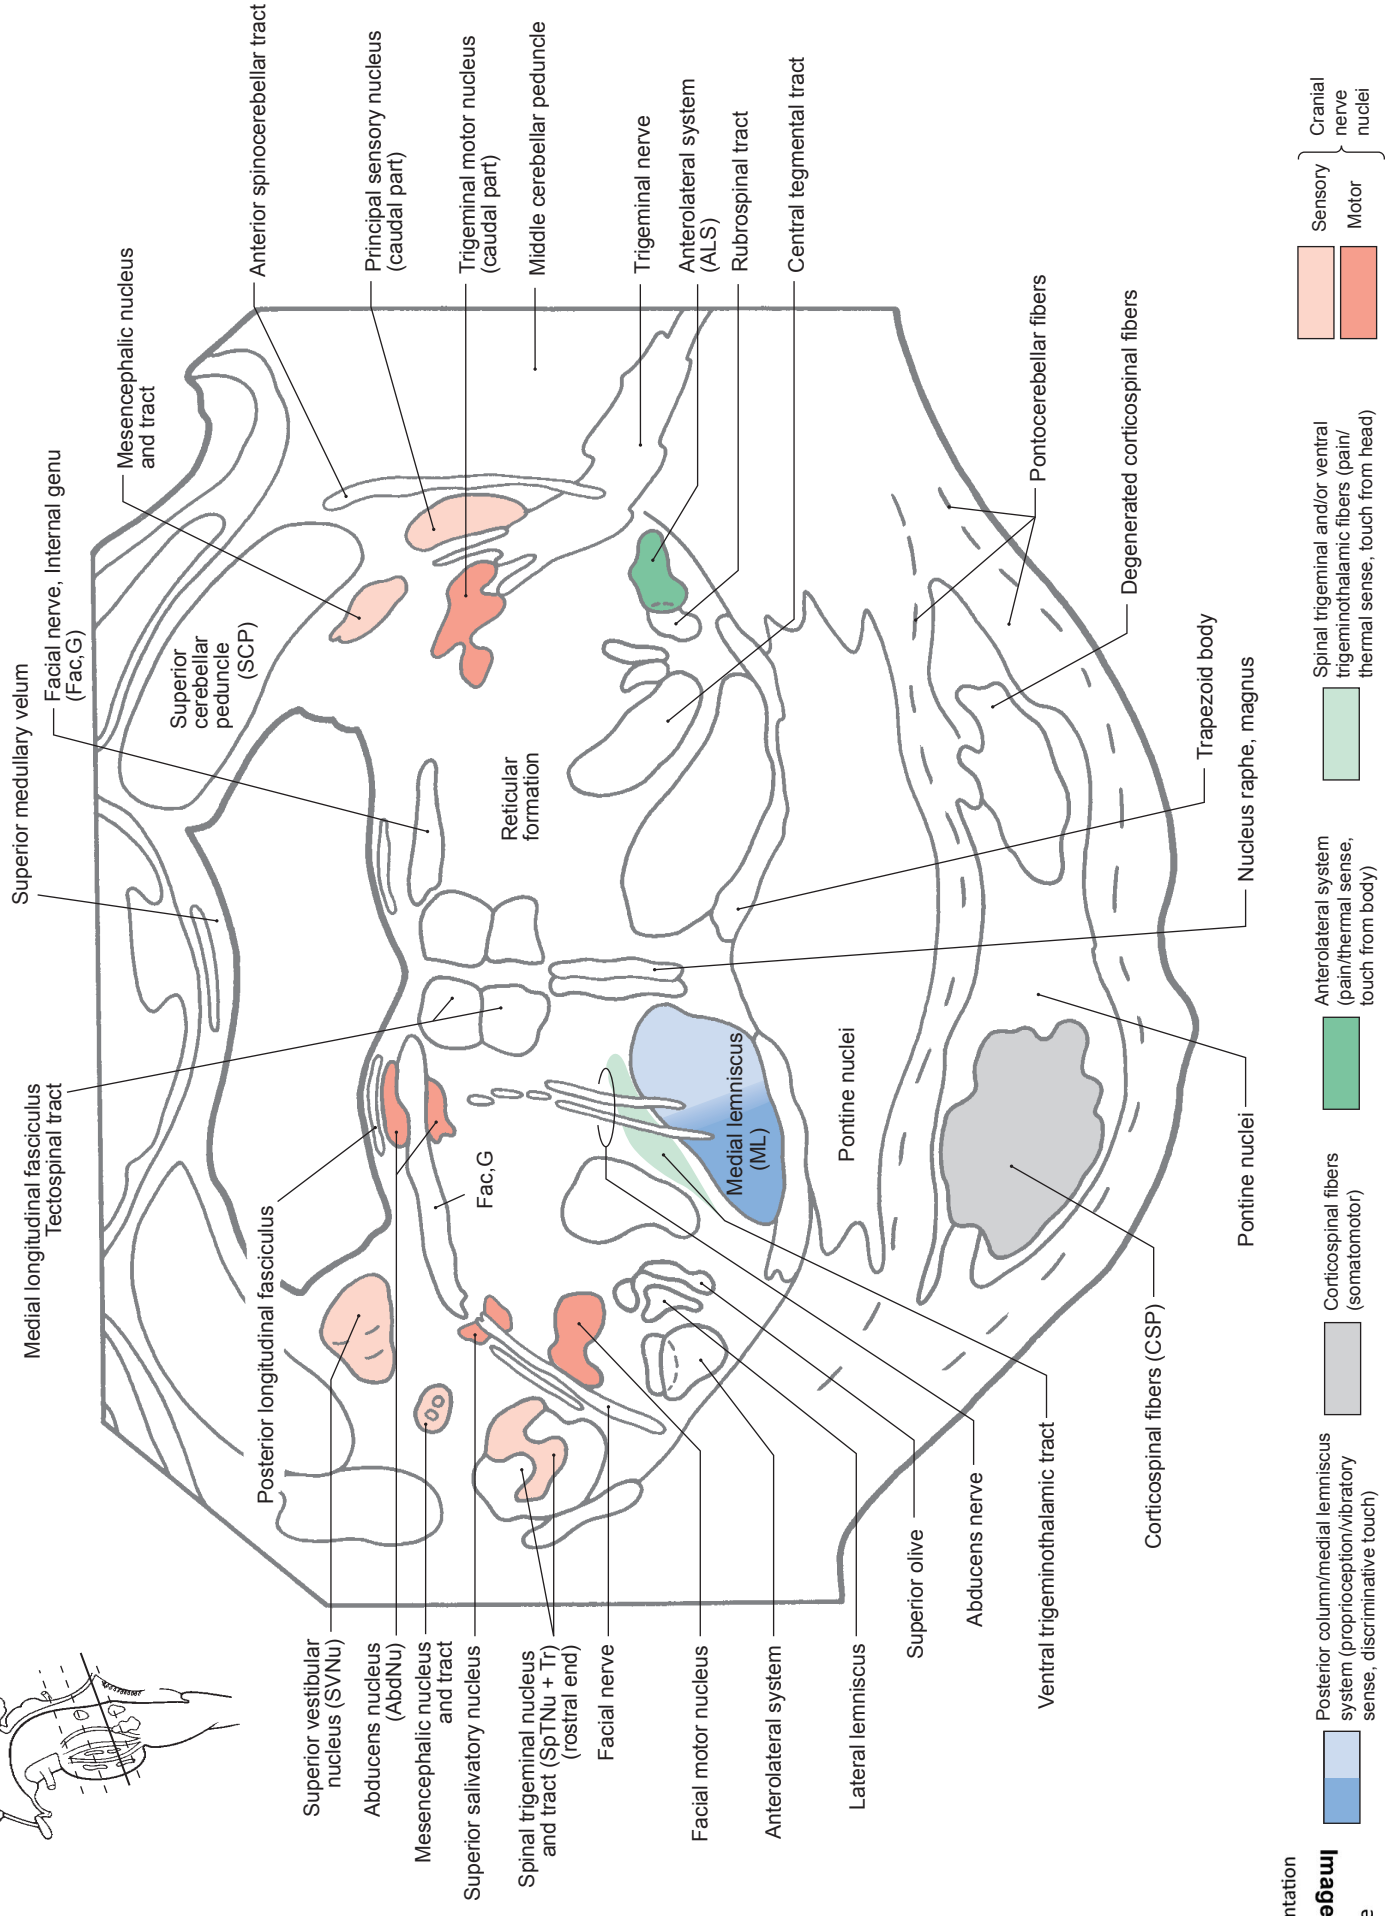 Superior medullary velum
Facial nerve, Internal genu
(Fac,G)
Mesencephalic nucleus
and tract
Anterior spinocerebellar tract
Medial longitudinal fasciculus
Tectospinal tract
Superior
cerebellar
peduncle
(SCP)
Principal sensory nucleus
(caudal part)
Trigeminal motor nucleus
(caudal part)
Middle cerebellar peduncle
Trigeminal nerve
Anterolateral system
(ALS)
Rubrospinal tract
Central tegmental tract
Posterior longitudinal fasciculus
Reticular
formation
Fac,G
Superior vestibular
nucleus (SVNu)
Abducens nucleus
(AbdNu)
Mesencephalic nucleus
and tract
Superior salivatory nucleus
Spinal trigeminal nucleus
and tract (SpTNu + Tr)
(rostral end)
Facial nerve
Facial motor nucleus
Anterolateral system
Lateral lemniscus
Superior olive
Abducens nerve
Ventral trigeminothalamic tract
Medial lemniscus
(ML)
Pontine nuclei
Pontocerebellar fibers
Degenerated corticospinal fibers
Trapezoid body
Nucleus raphe, magnus
Pontine nuclei
Corticospinal fibers (CSP)
Posterior column/medial lemniscus
system (proprioception/vibratory
sense, discriminative touch)
Corticospinal fibers
(somatomotor)
Anterolateral system
(pain/thermal sense,
touch from body)
Spinal trigeminal and/or ventral
trigeminothalamic fibers (pain/
thermal sense, touch from head)
Sensory
Motor
Cranial
nerve
nuclei
ntation
Image
e